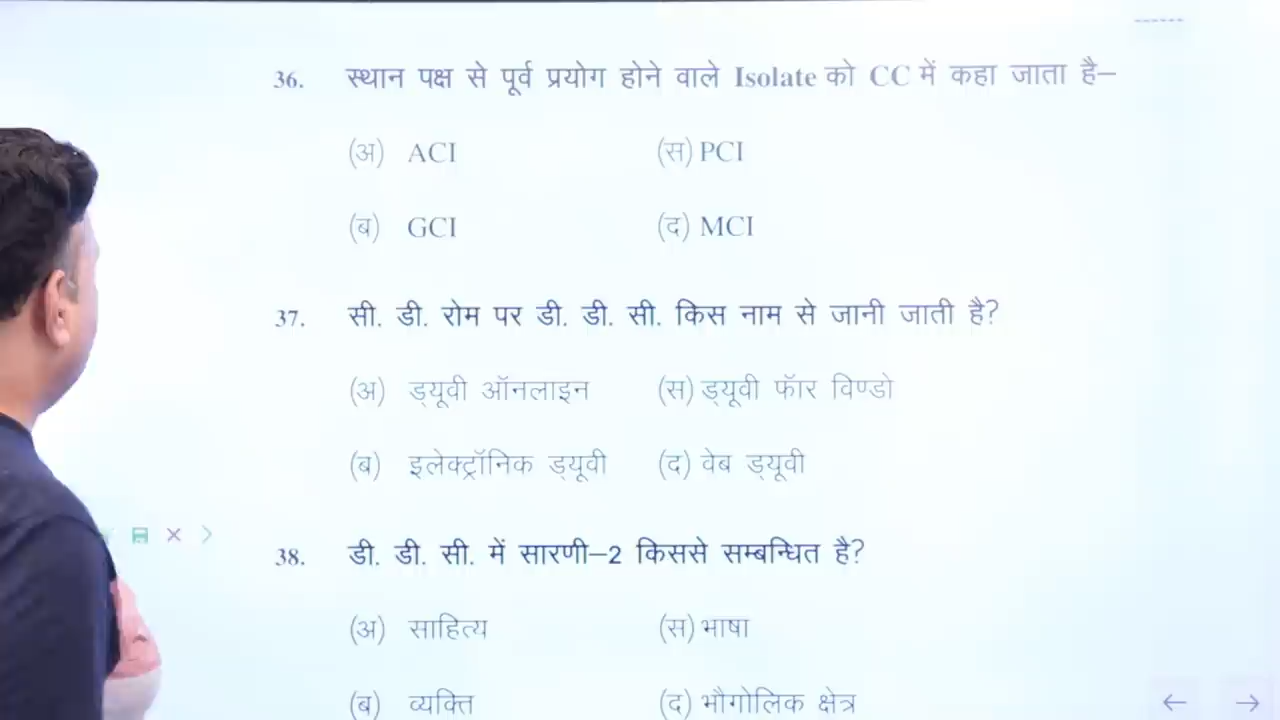 36. स्थान पक्ष से पूर्व प्रयोग होने वाले Isolate को CC में कहा जाता है–
(अ) ACI (स) PCI
(ब) GCI (द) MCI
37. सी. डी. रोम पर डी. डी. सी. किस नाम से जानी जाती है?
(अ) ड्यूवी ऑनलाइन (स) ड्यूवी फॉर विण्डो
(ब) इलेक्ट्रॉनिक ड्यूवी (द) वेब ड्यूवी
38. डी. डी. सी. में सारणी–2 किससे सम्बन्धित है?
(अ) साहित्य (स) भाषा
(ब) व्यक्ति (द) भौगोलिक क्षेत्र